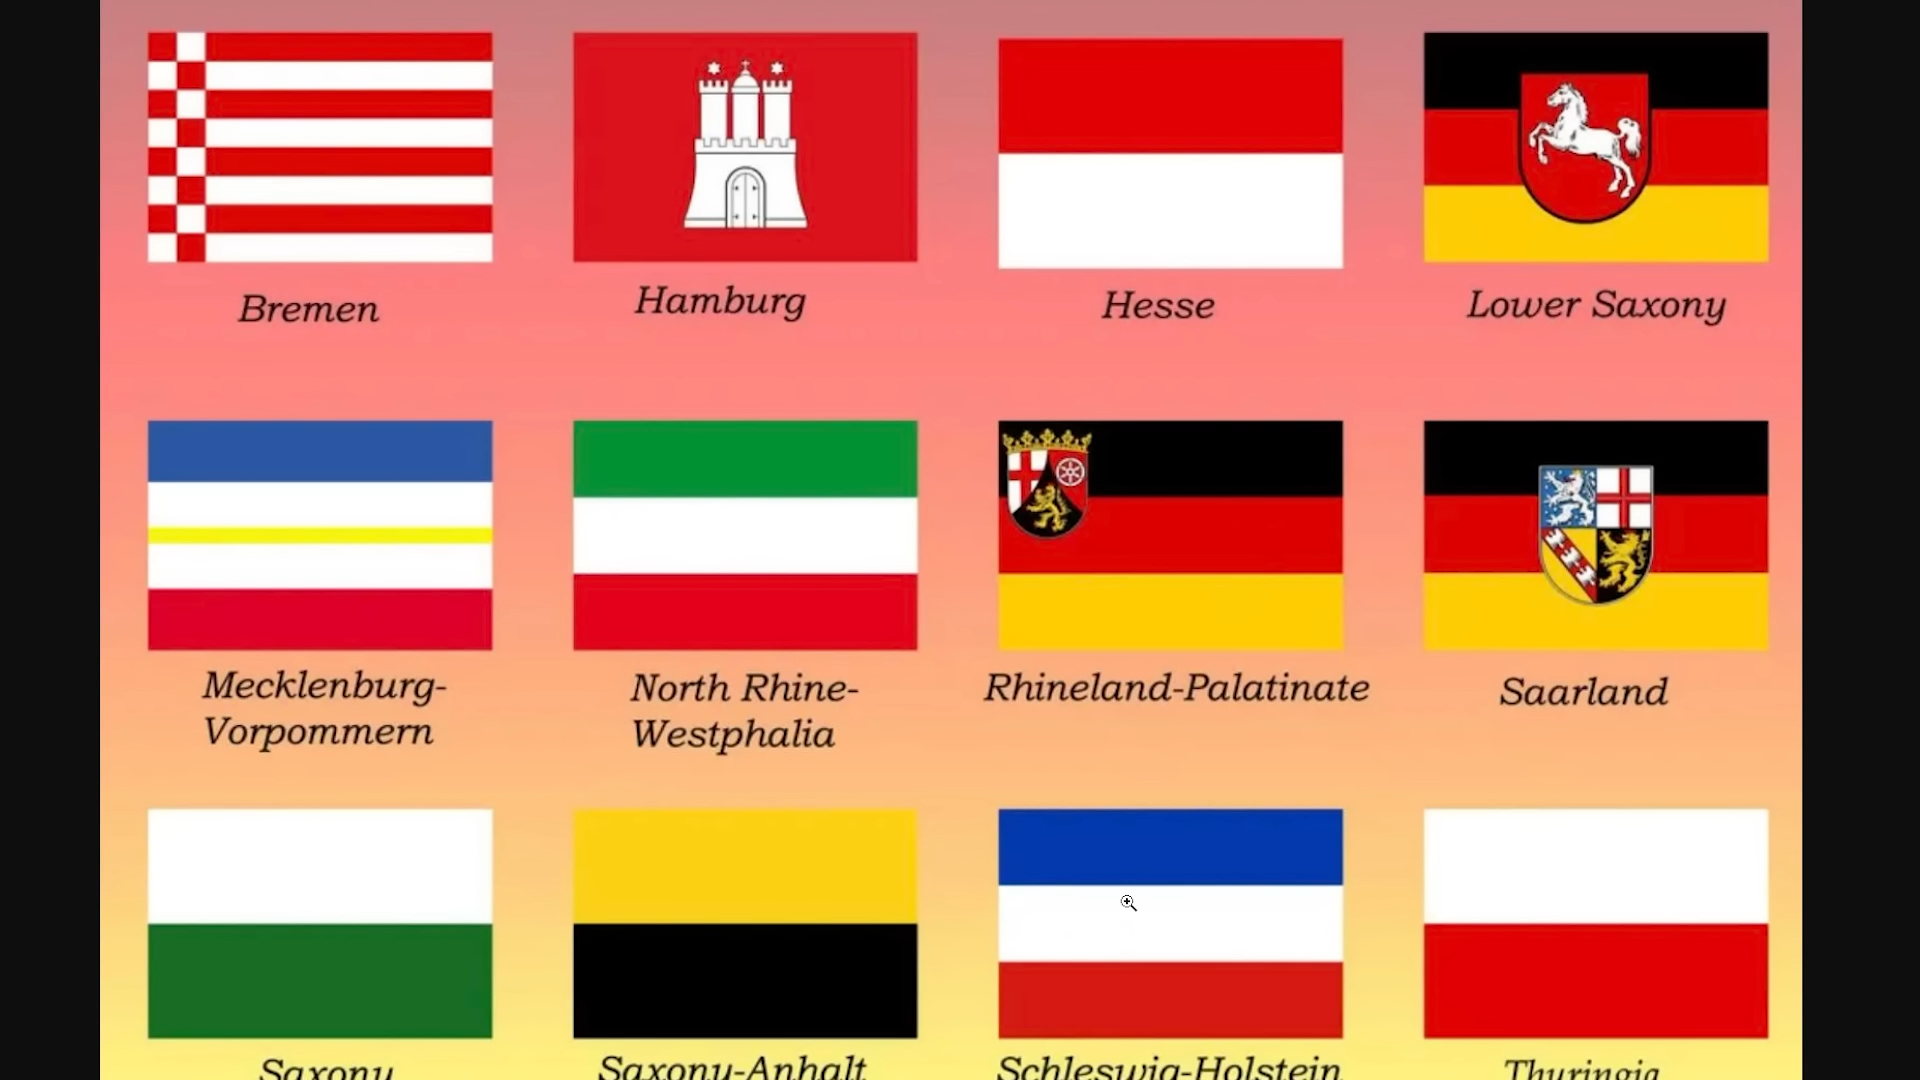 Bremen
Hamburg
Hesse
Lower Saxony
Mecklenburg-
Vorpommern
North Rhine-
Westphalia
Rhineland-Palatinate
Saarland
Saxony
Saxony-Anhalt
Schleswig-Holstein
Thuringia